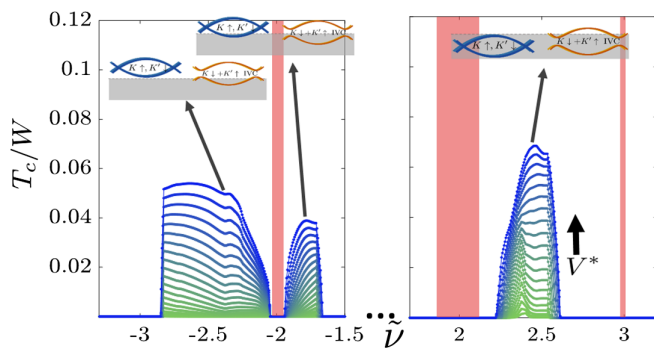 0.12
0.1
0.08
0.06
0.04
0.02
T_c/W
K ↑, K′ ↓
K ↓+K′ ↑ IVC
K ↑, K′ ↓
K ↓+K′ ↑ IVC
K ↑, K′ ↓
K ↓+K′ ↑ IVC
V*
-3
-2.5
-2
-1.5
...
ν̃
2
2.5
3